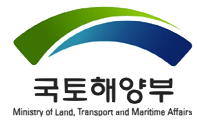 국토해양부
Ministry of Land, Transport and Maritime Affairs